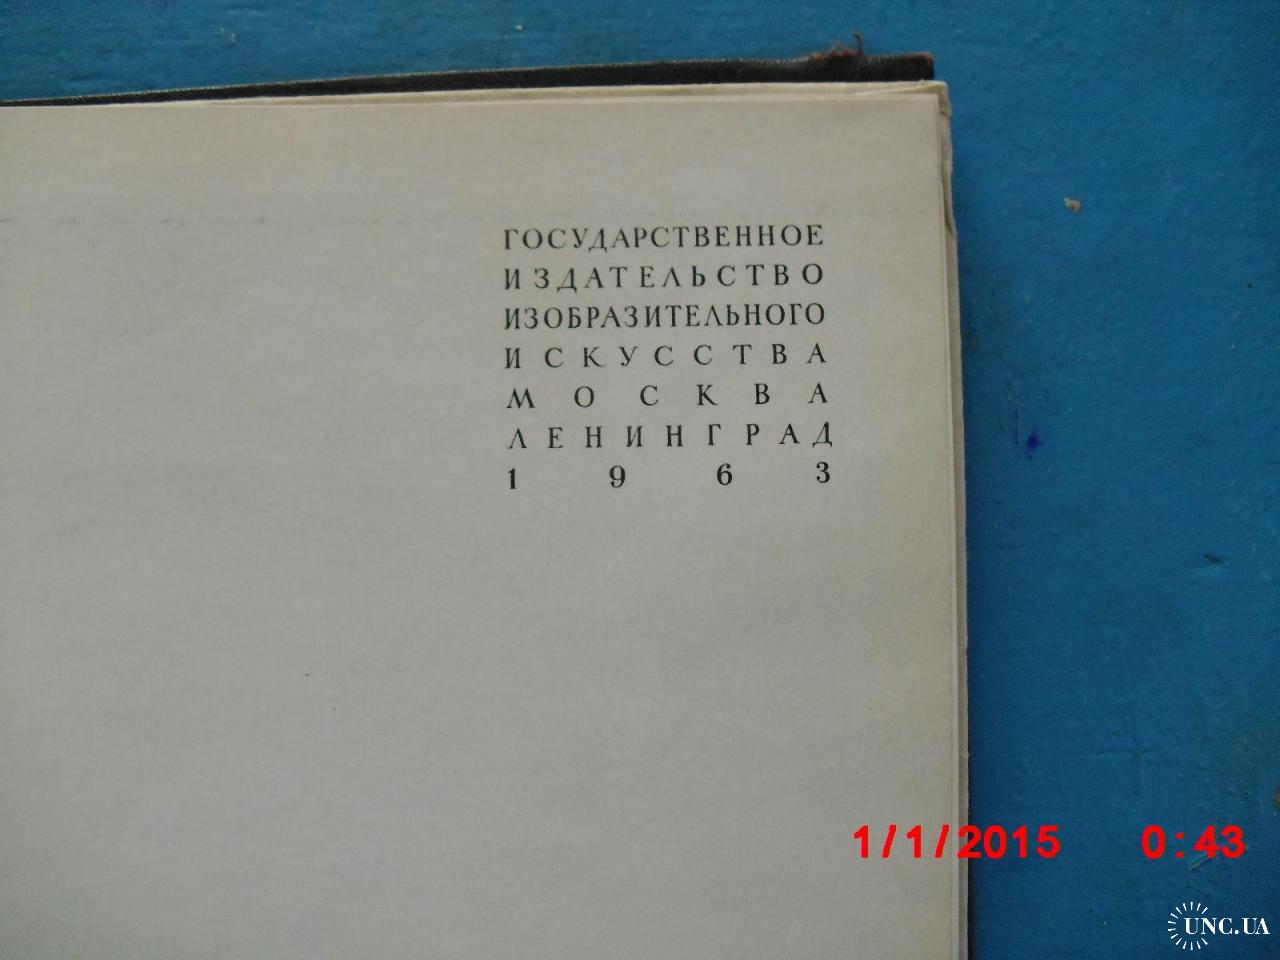 ГОСУДАРСТВЕННОЕ
ИЗДАТЕЛЬСТВО
ИЗОБРАЗИТЕЛЬНОГО
ИСКУССТВА
МОСКВА
ЛЕНИНГРАД
1963
1/1/2015 0:43
UNC.UA